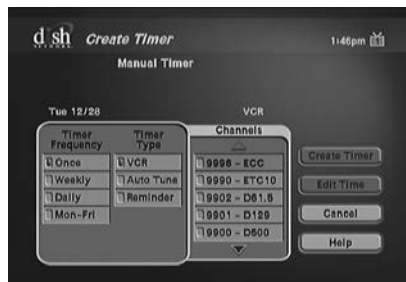 dish Create Timer 1:46pm
NETWORK
Manual Timer
Tue 12/28 VCR
Timer Frequency
Timer Type
Channels
Once VCR 9998 - ECC
Weekly Auto Tune 9990 - ETC10
Daily Reminder 9902 - D61.5
Mon-Fri 9901 - D129
9900 - D500
Create Timer
Edit Time
Cancel
Help